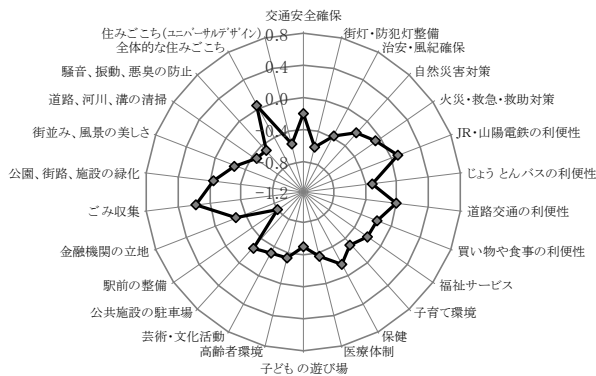 交通安全確保
住みごこち(ユニバーサルデザイン)
0.8
街灯・防犯灯整備
全体的な住みごこち
治安・風紀確保
騒音、振動、悪臭の防止
0.4
自然災害対策
道路、河川、溝の清掃
0.0
火災・救急・救助対策
街並み、風景の美しさ
-0.4
JR・山陽電鉄の利便性
公園、街路、施設の緑化
-0.8
じょうとんバスの利便性
-1.2
ごみ収集
道路交通の利便性
金融機関の立地
買い物や食事の利便性
駅前の整備
福祉サービス
公共施設の駐車場
子育て環境
芸術・文化活動
保健
高齢者環境
医療体制
子どもの遊び場